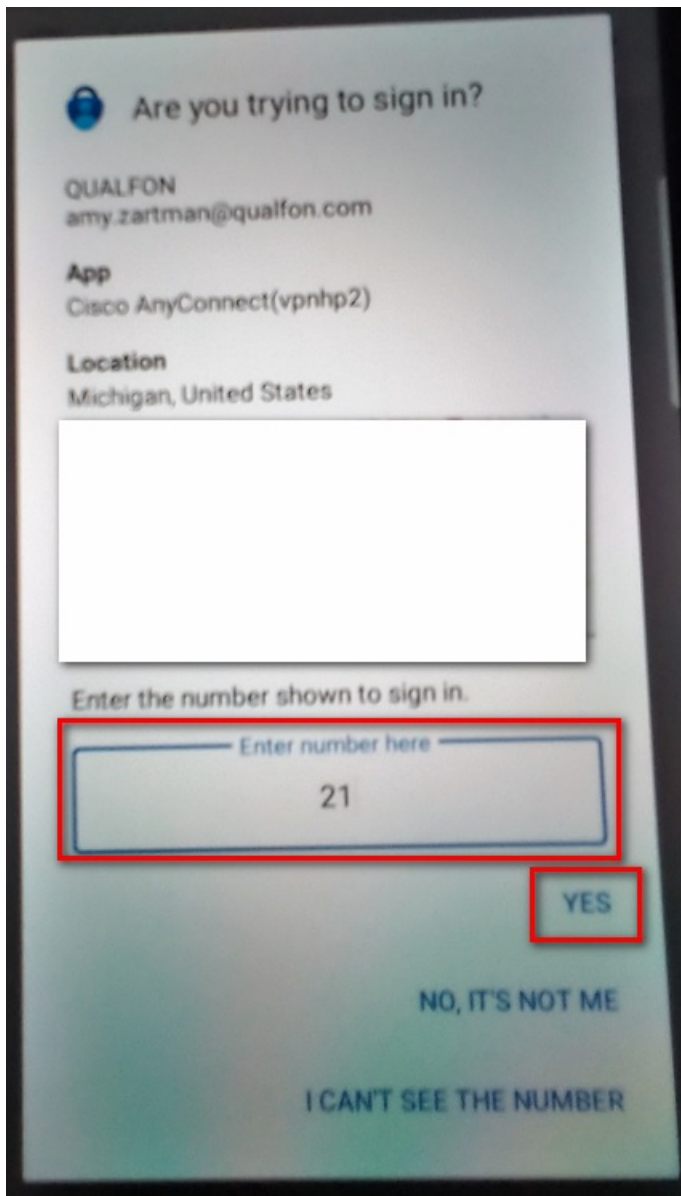 Are you trying to sign in?
QUALFON
amy.zartman@qualfon.com
App
Cisco AnyConnect(vpnhp2)
Location
Michigan, United States
Enter the number shown to sign in.
Enter number here
21
YES
NO, IT'S NOT ME
I CAN'T SEE THE NUMBER